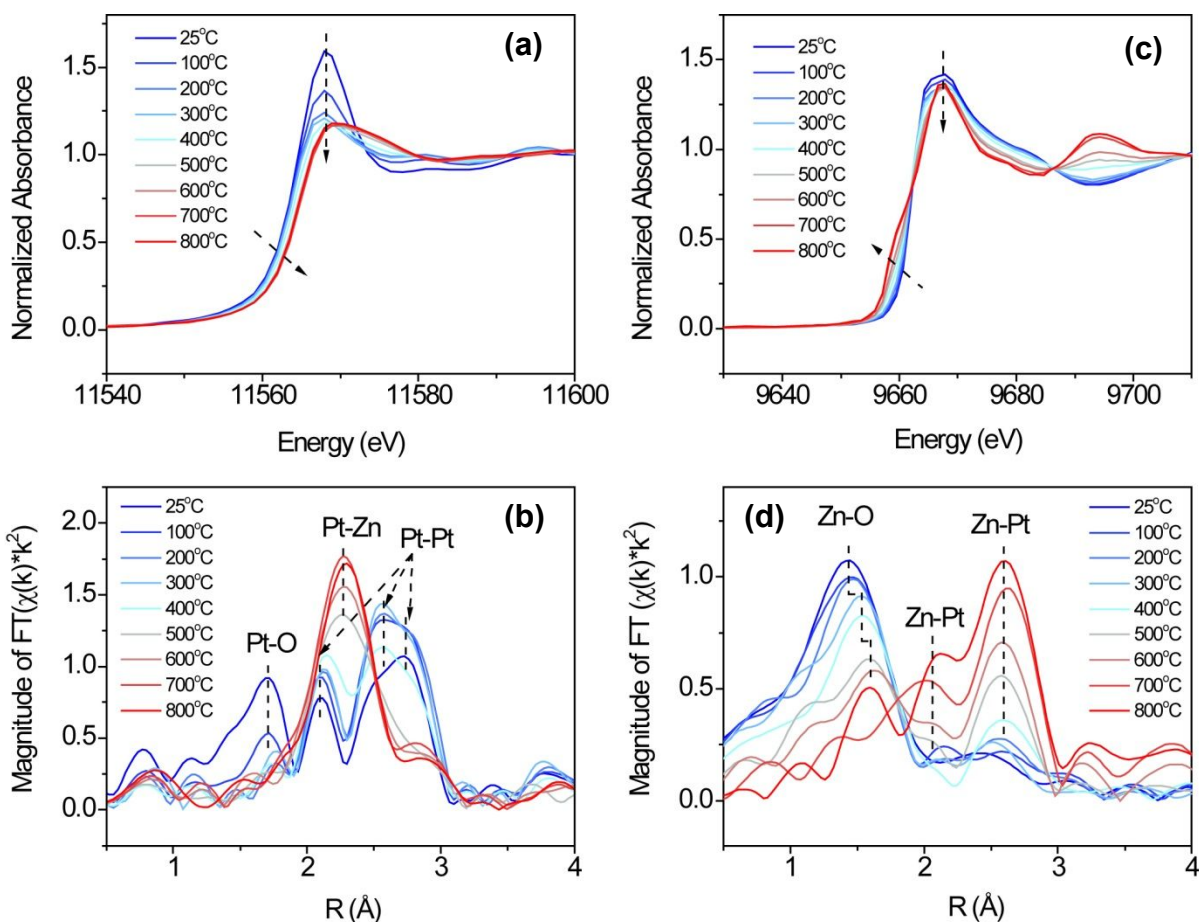 (a)
25°C
100°C
200°C
300°C
400°C
500°C
600°C
700°C
800°C
Normalized Absorbance
1.5
1.0
0.5
0.0
11540 11560 11580 11600
Energy (eV)
(c)
25°C
100°C
200°C
300°C
400°C
500°C
600°C
700°C
800°C
Normalized Absorbance
1.5
1.0
0.5
0.0
9640 9660 9680 9700
Energy (eV)
(b)
25°C
100°C
200°C
300°C
400°C
500°C
600°C
700°C
800°C
Pt-O
Pt-Zn
Pt-Pt
Magnitude of FT(χ(k)*k²)
2.0
1.5
1.0
0.5
0.0
1 2 3 4
R (Å)
(d)
Zn-O
Zn-Pt
Zn-Pt
25°C
100°C
200°C
300°C
400°C
500°C
600°C
700°C
800°C
Magnitude of FT (χ(k)*k²)
1.0
0.5
0.0
1 2 3 4
R (Å)